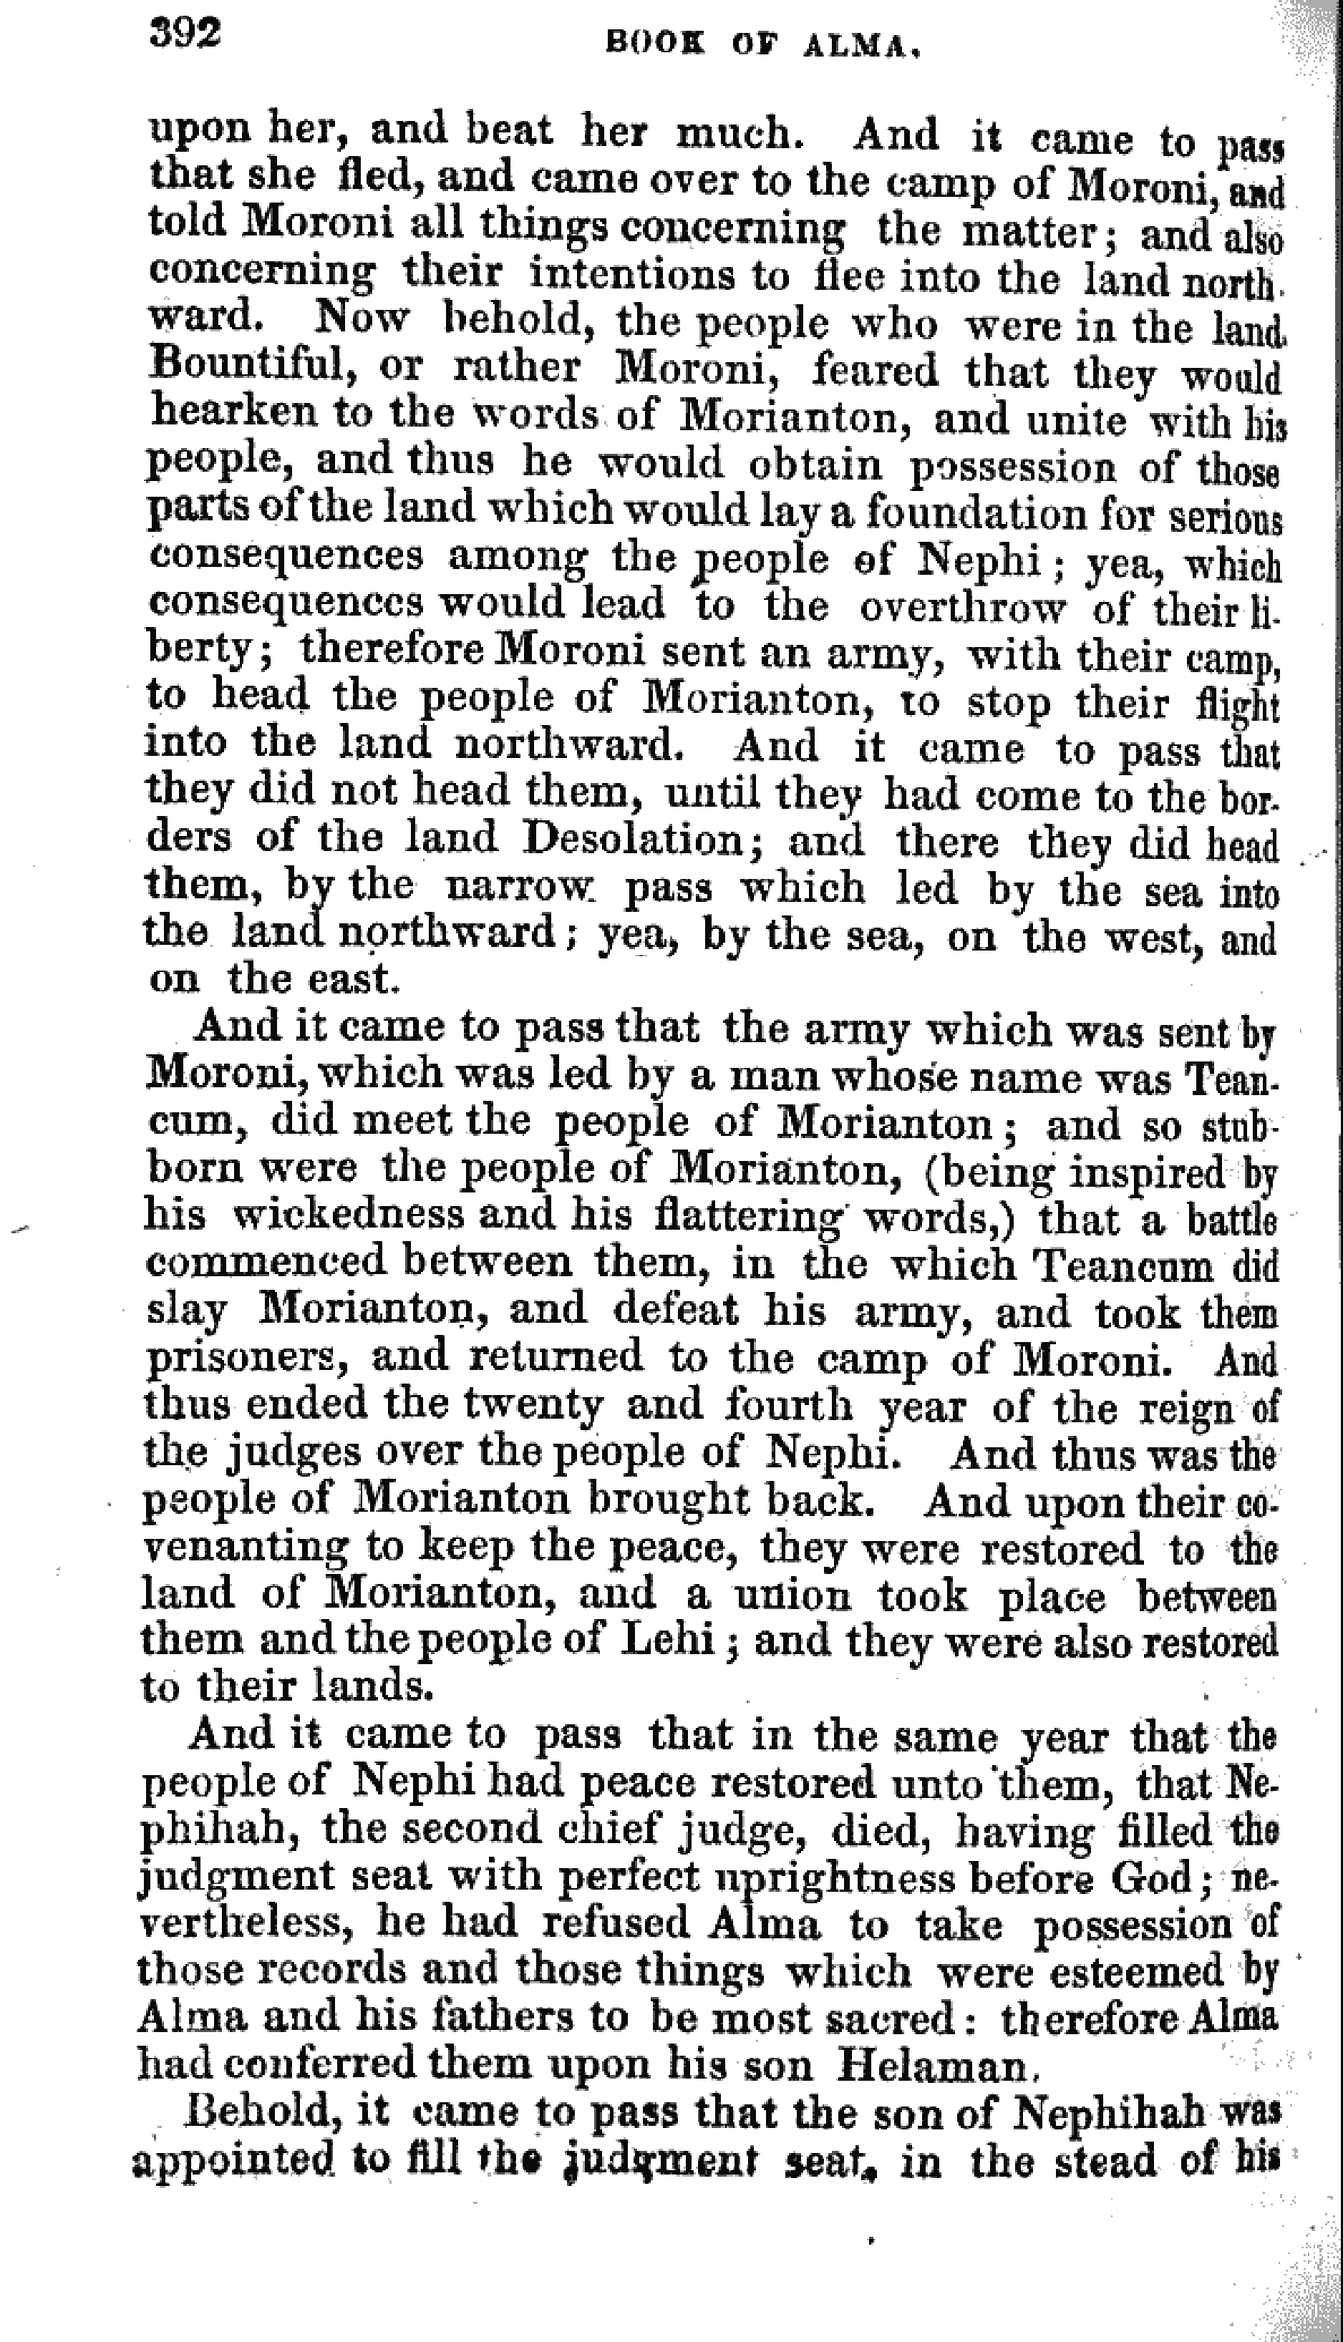 392 BOOK OF ALMA.
upon her, and beat her much. And it came to pass
that she fled, and came over to the camp of Moroni, and
told Moroni all things concerning the matter; and also
concerning their intentions to flee into the land north-
ward. Now behold, the people who were in the land
Bountiful, or rather Moroni, feared that they would
hearken to the words of Morianton, and unite with his
people, and thus he would obtain possession of those
parts of the land which would lay a foundation for serious
consequences among the people of Nephi; yea, which
consequences would lead to the overthrow of their li-
berty; therefore Moroni sent an army, with their camp,
to head the people of Morianton, to stop their flight
into the land northward. And it came to pass that
they did not head them, until they had come to the bor-
ders of the land Desolation; and there they did head
them, by the narrow pass which led by the sea into
the land northward; yea, by the sea, on the west, and
on the east.
And it came to pass that the army which was sent by
Moroni, which was led by a man whose name was Tean-
cum, did meet the people of Morianton; and so stub-
born were the people of Morianton, (being inspired by
his wickedness and his flattering words,) that a battle
commenced between them, in the which Teancum did
slay Morianton, and defeat his army, and took them
prisoners, and returned to the camp of Moroni. And
thus ended the twenty and fourth year of the reign of
the judges over the people of Nephi. And thus was the
people of Morianton brought back. And upon their co-
venanting to keep the peace, they were restored to the
land of Morianton, and a union took place between
them and the people of Lehi; and they were also restored
to their lands.
And it came to pass that in the same year that the
people of Nephi had peace restored unto them, that Ne-
phihah, the second chief judge, died, having filled the
judgment seat with perfect uprightness before God; ne-
vertheless, he had refused Alma to take possession of
those records and those things which were esteemed by
Alma and his fathers to be most sacred: therefore Alma
had conferred them upon his son Helaman.
Behold, it came to pass that the son of Nephihah was
appointed to fill the judgment seat, in the stead of his